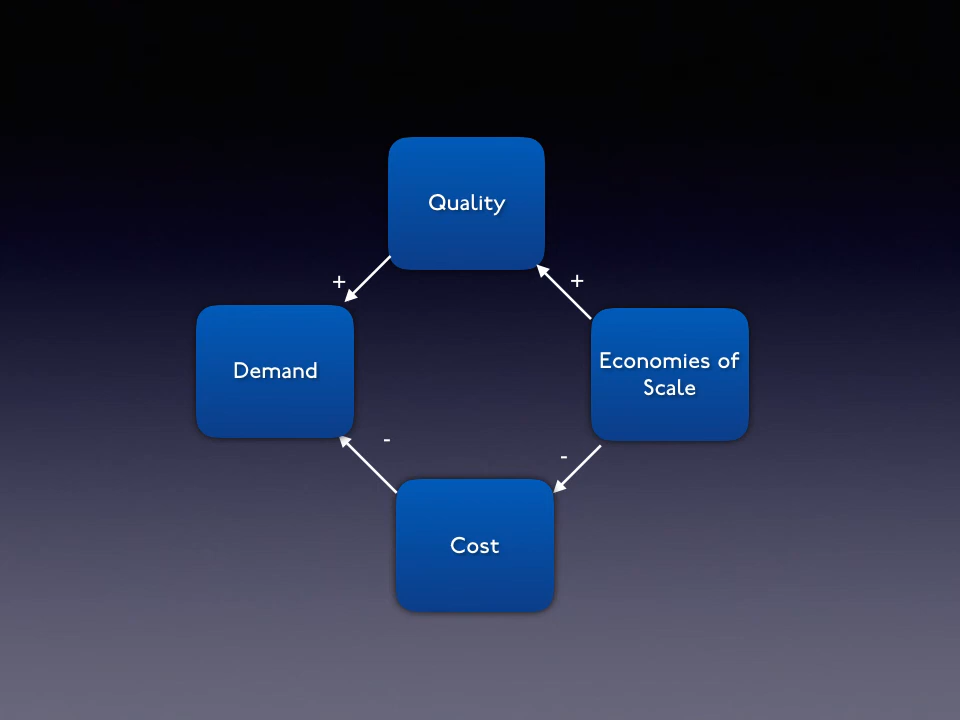 Quality
+
+
Demand
Economies of
Scale
-
-
Cost